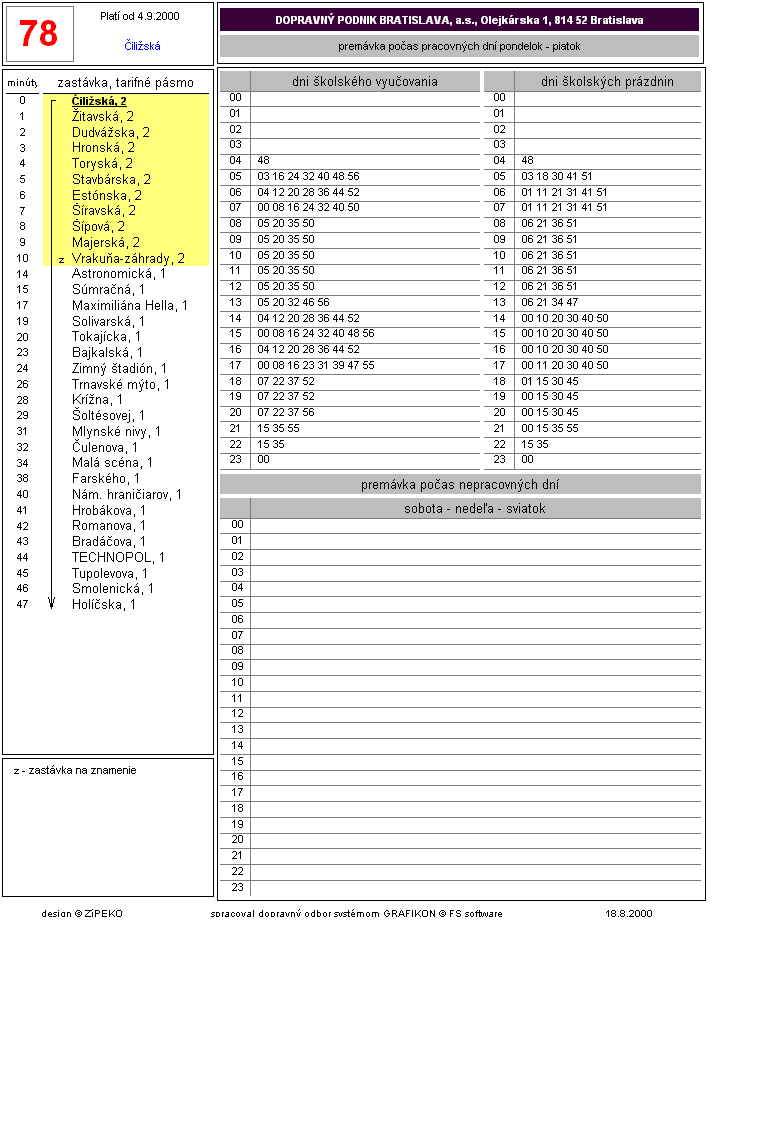 78
Platí od 4.9.2000
Čiližská
DOPRAVNÝ PODNIK BRATISLAVA, a.s., Olejkárska 1, 814 52 Bratislava
premávka počas pracovných dní pondelok - piatok
minúty zastávka, tarifné pásmo
0 Čiližská, 2
1 Žitavská, 2
2 Dudvážska, 2
3 Hronská, 2
4 Toryská, 2
5 Stavbárska, 2
6 Estónska, 2
7 Šíravská, 2
8 Šípová, 2
9 Majerská, 2
10 z Vrakuňa-záhrady, 2
14 Astronomická, 1
15 Súmračná, 1
17 Maximiliána Hella, 1
19 Solivarská, 1
20 Tokajícka, 1
23 Bajkalská, 1
24 Zimný štadión, 1
26 Trnavské mýto, 1
28 Krížna, 1
29 Šoltésovej, 1
31 Mlynské nivy, 1
32 Čulenova, 1
34 Malá scéna, 1
38 Farského, 1
40 Nám. hraničiarov, 1
41 Hrobákova, 1
42 Romanova, 1
43 Bradáčova, 1
44 TECHNOPOL, 1
45 Tupolevova, 1
46 Smolenická, 1
47 Holíčska, 1
z - zastávka na znamenie
dni školského vyučovania
00
01
02
03
04 48
05 03 16 24 32 40 48 56
06 04 12 20 28 36 44 52
07 00 08 16 24 32 40 50
08 05 20 35 50
09 05 20 35 50
10 05 20 35 50
11 05 20 35 50
12 05 20 35 50
13 05 20 32 46 56
14 04 12 20 28 36 44 52
15 00 08 16 24 32 40 48 56
16 04 12 20 28 36 44 52
17 00 08 16 23 31 39 47 55
18 07 22 37 52
19 07 22 37 52
20 07 22 37 56
21 15 35 55
22 15 35
23 00
dni školských prázdnin
00
01
02
03
04 48
05 03 18 30 41 51
06 01 11 21 31 41 51
07 01 11 21 31 41 51
08 06 21 36 51
09 06 21 36 51
10 06 21 36 51
11 06 21 36 51
12 06 21 36 51
13 06 21 34 47
14 00 10 20 30 40 50
15 00 10 20 30 40 50
16 00 10 20 30 40 50
17 00 11 20 30 40 50
18 01 15 30 45
19 00 15 30 45
20 00 15 30 45
21 00 15 35 55
22 15 35
23 00
premávka počas nepracovných dní
sobota - nedeľa - sviatok
00
01
02
03
04
05
06
07
08
09
10
11
12
13
14
15
16
17
18
19
20
21
22
23
design © ZiPEKO spracoval dopravný odbor systémom GRAFIKON © FS software 18.8.2000